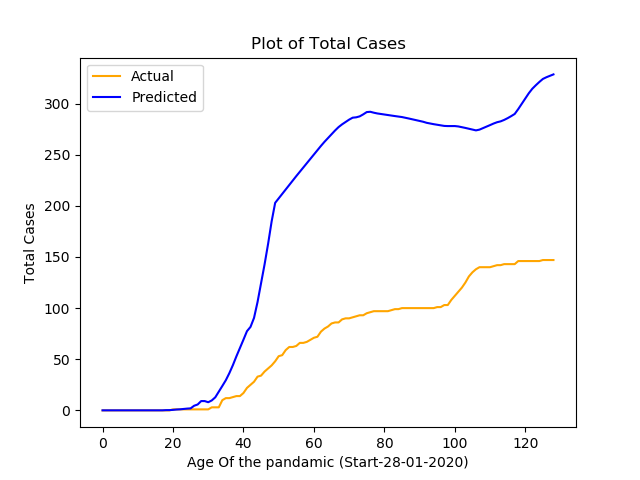 Plot of Total Cases
Actual
Predicted
300
250
200
150
100
50
0
Total Cases
0 20 40 60 80 100 120
Age Of the pandamic (Start-28-01-2020)